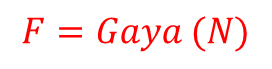 F = Gaya (N)